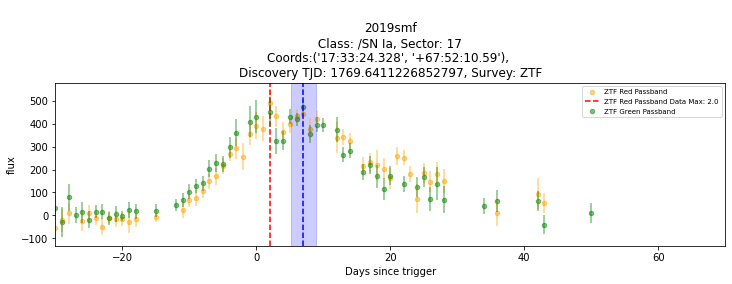 2019smf
Class: /SN Ia, Sector: 17
Coords:('17:33:24.328', '+67:52:10.59'),
Discovery TJD: 1769.6411226852797, Survey: ZTF
ZTF Red Passband
ZTF Red Passband Data Max: 2.0
ZTF Green Passband
flux
500
400
300
200
100
0
−100
−20
0
20
40
60
Days since trigger